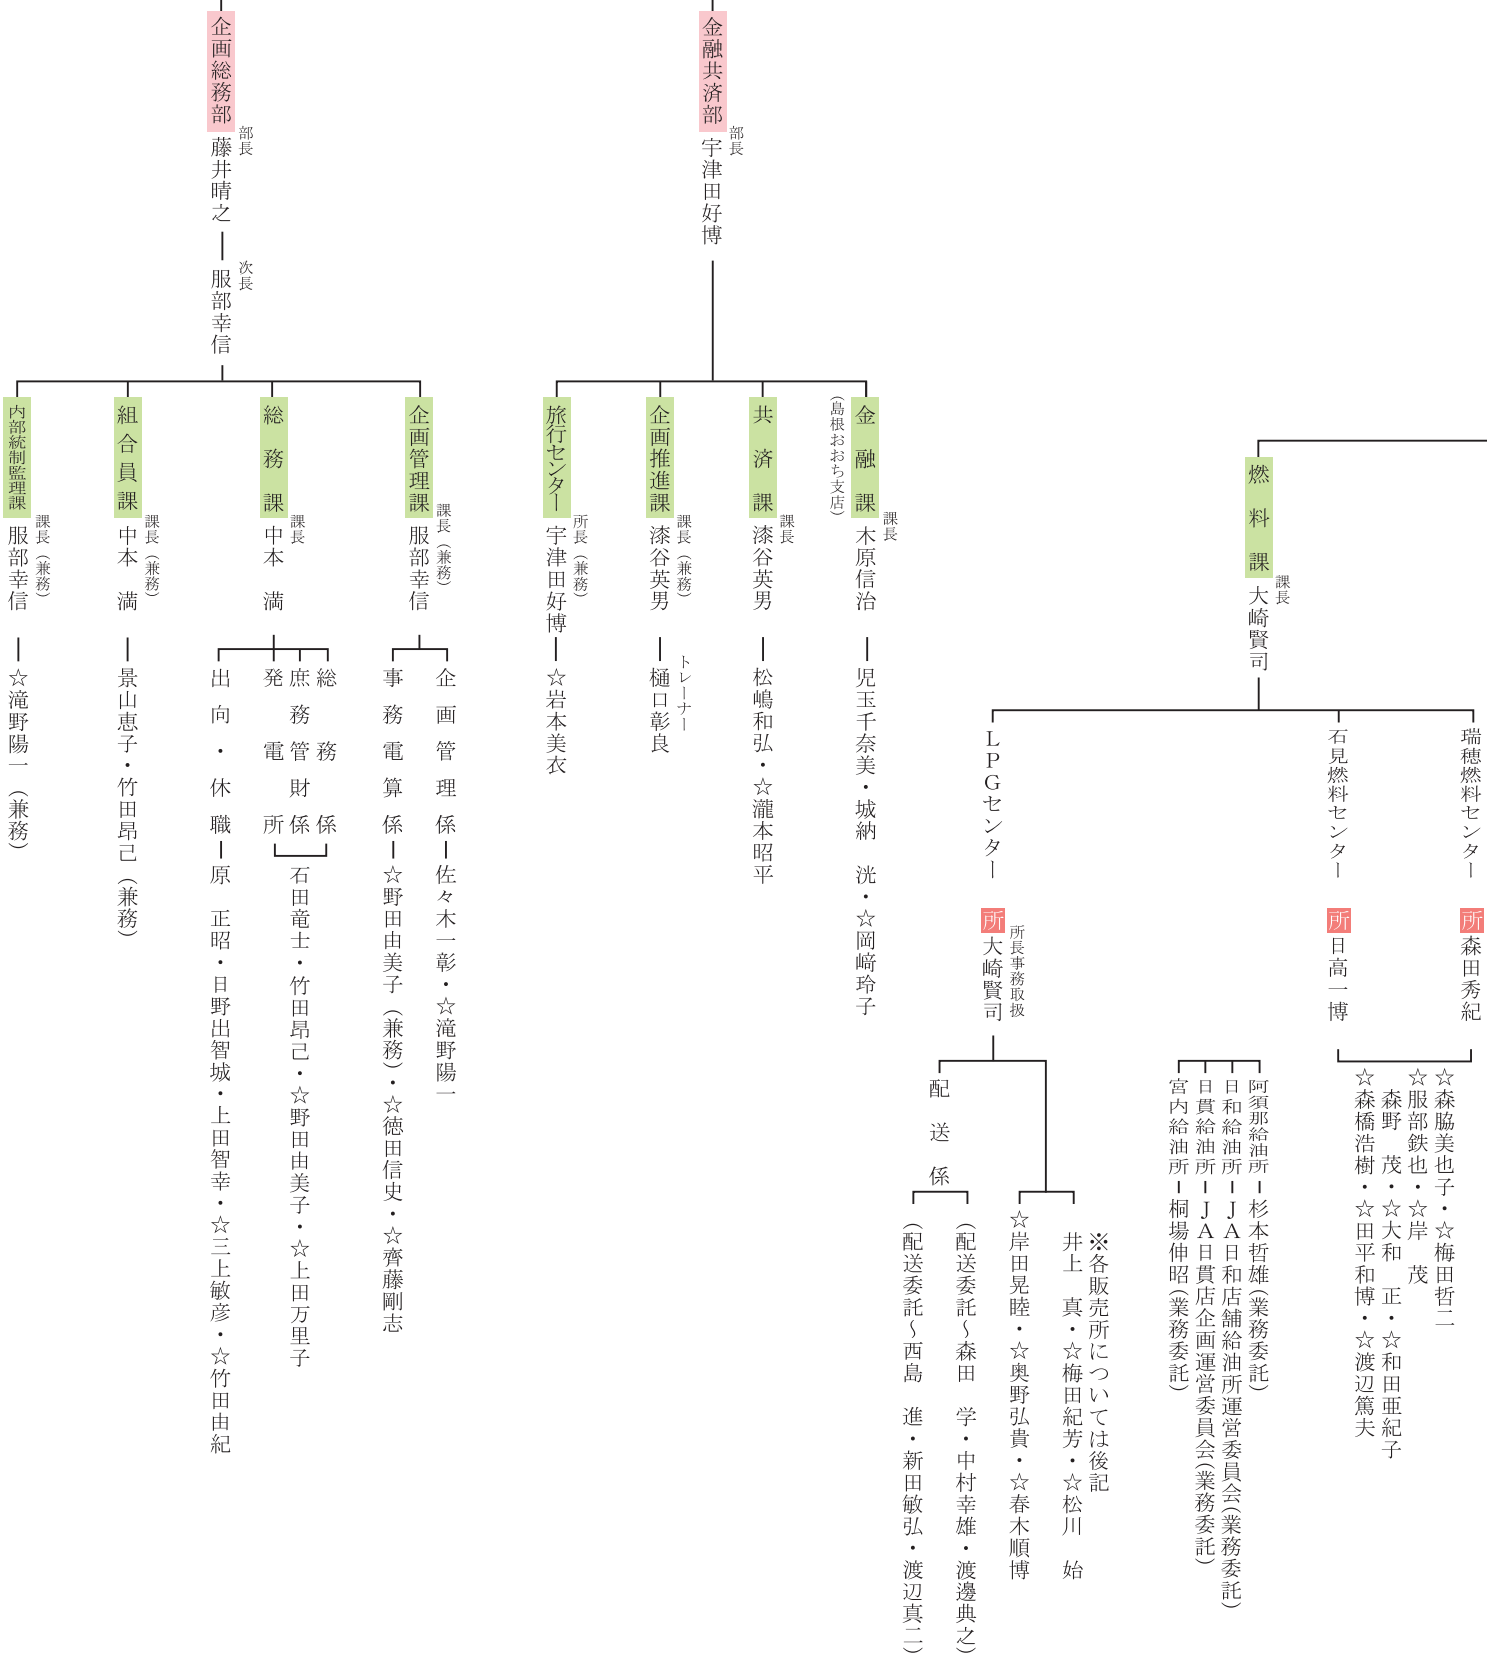 燃料課
課長
大崎賢司
瑞穂燃料センター
所
森田秀紀
石見燃料センター
所
日高一博
☆森脇美也子・☆梅田哲二
☆服部鉄也・☆岸　茂
森野　茂・☆大和　正・☆和田亜紀子
☆森橋浩樹・☆田平和博・☆渡辺篤夫
阿須那給油所
杉本哲雄(業務委託)
日和給油所
ＪＡ日和店舗給油所運営委員会(業務委託)
日貫給油所
ＪＡ日貫店企画運営委員会(業務委託)
宮内給油所
桐場伸昭(業務委託)
ＬＰＧセンター
所
所長事務取扱
大崎賢司
※各販売所については後記
井上　真・☆梅田紀芳・☆松川　始
☆岸田晃睦・☆奥野弘貴・☆春木順博
配送係
(配送委託～森田　学・中村幸雄・渡邊典之)
(配送委託～西島　進・新田敏弘・渡辺真二)
金融共済部
部長
宇津田好博
金融課
(島根おおち支店)
課長
木原信治
児玉千奈美・城納　洸・☆岡﨑玲子
共済課
課長
漆谷英男
松嶋和弘・☆瀧本昭平
企画推進課
課長（兼務）
漆谷英男
トレーナー
樋口彰良
旅行センター
所長（兼務）
宇津田好博
☆岩本美衣
企画総務部
部長
藤井晴之
次長
服部幸信
企画管理課
課長（兼務）
服部幸信
企画管理係
佐々木一彰・☆滝野陽一
事務電算係
☆野田由美子（兼務）・☆徳田信史・☆齊藤剛志
総務課
課長
中本　満
総務係
庶務管財係
発電所
石田竜士・竹田昂己・☆野田由美子・☆上田万里子
出向・休職
原　正昭・日野出智城・上田智幸・☆三上敏彦・☆竹田由紀
組合員課
課長（兼務）
中本　満
景山恵子・竹田昂己（兼務）
内部統制監理課
課長（兼務）
服部幸信
☆滝野陽一（兼務）